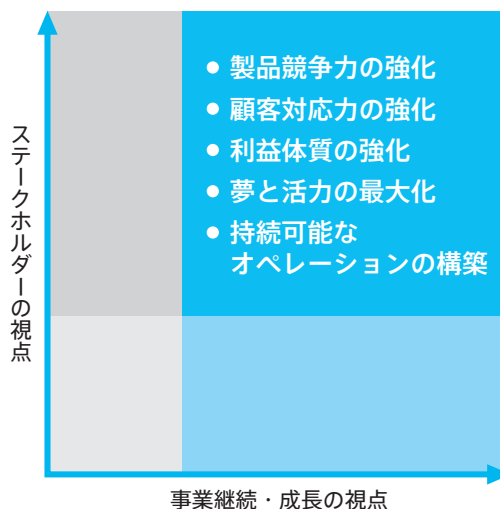 • 製品競争力の強化
• 顧客対応力の強化
• 利益体質の強化
• 夢と活力の最大化
• 持続可能な
オペレーションの構築
ステークホルダーの視点
事業継続・成長の視点